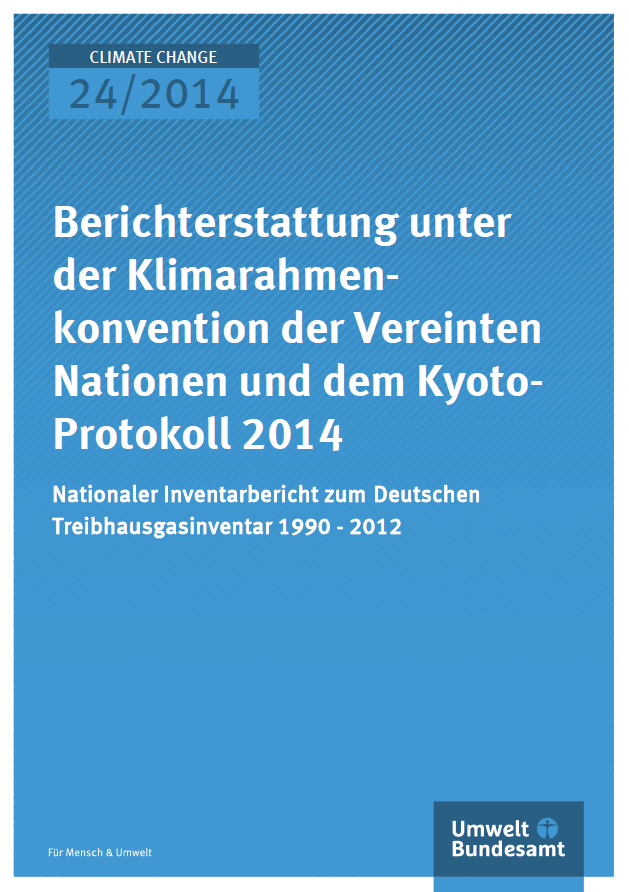 CLIMATE CHANGE
24/2014
Berichterstattung unter
der Klimarahmen-
konvention der Vereinten
Nationen und dem Kyoto-
Protokoll 2014
Nationaler Inventarbericht zum Deutschen
Treibhausgasinventar 1990 - 2012
Für Mensch & Umwelt
Umwelt
Bundesamt